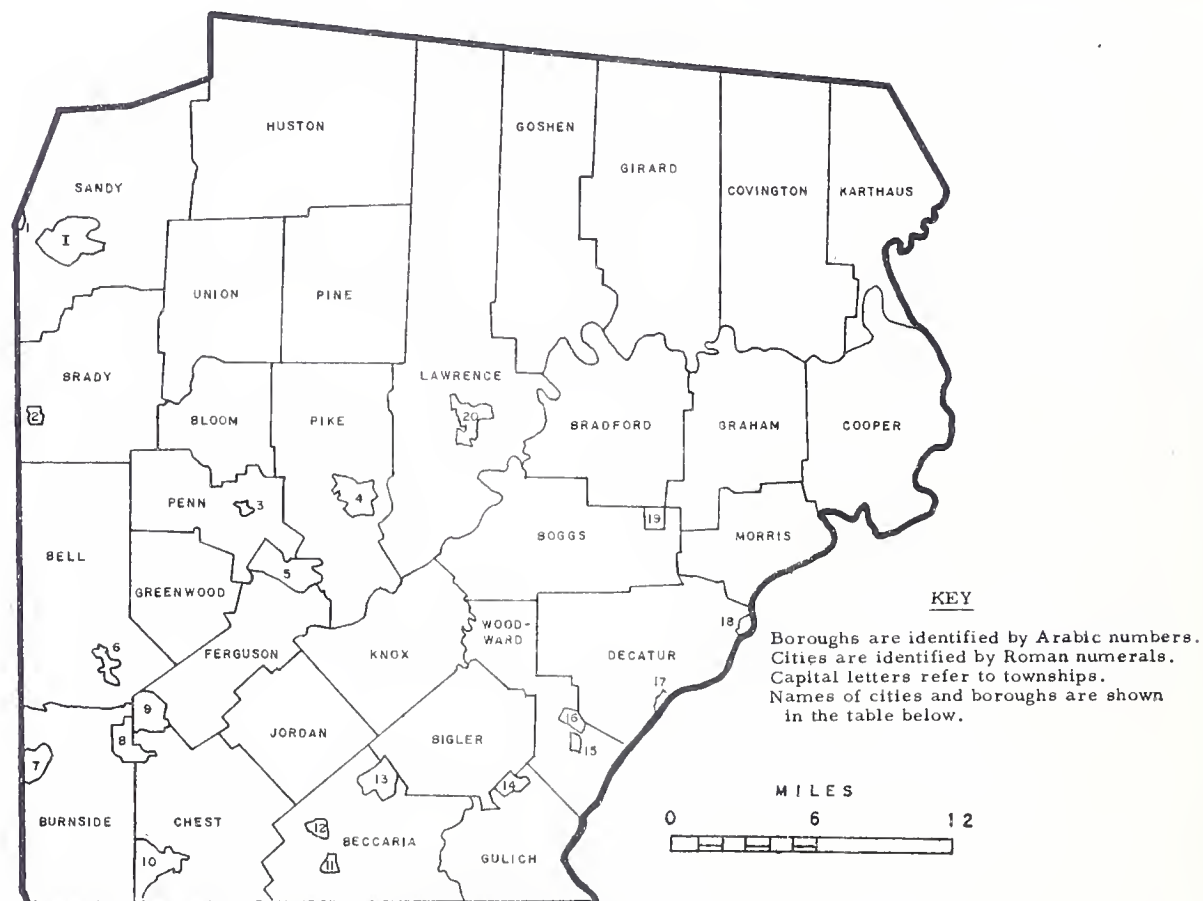 HUSTON
GOSHEN
GIRARD
SANDY
COVINGTON
KARTHAUS
1
I
UNION
PINE
BRADY
LAWRENCE
2
BLOOM
PIKE
20
BRADFORD
GRAHAM
COOPER
PENN
3
4
19
BOGGS
MORRIS
BELL
5
GREENWOOD
KEY
18
WOOD-
WARD
Boroughs are identified by Arabic numbers.
Cities are identified by Roman numerals.
Capital letters refer to townships.
Names of cities and boroughs are shown
in the table below.
6
FERGUSON
KNOX
DECATUR
17
9
16
8
JORDAN
BIGLER
15
7
13
14
MILES
0
6
12
BURNSIDE
CHEST
12
BECCARIA
10
11
GULICH